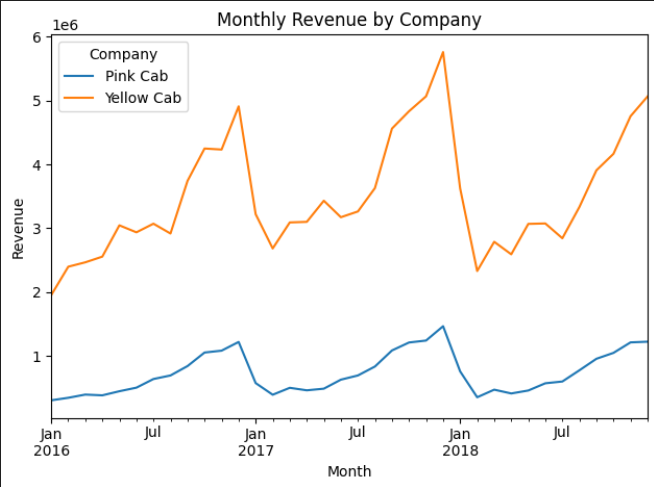 Monthly Revenue by Company
1e6
Company
Pink Cab
Yellow Cab
6
5
4
3
2
1
Revenue
Jan Jul Jan Jul Jan Jul
2016 2017 2018
Month